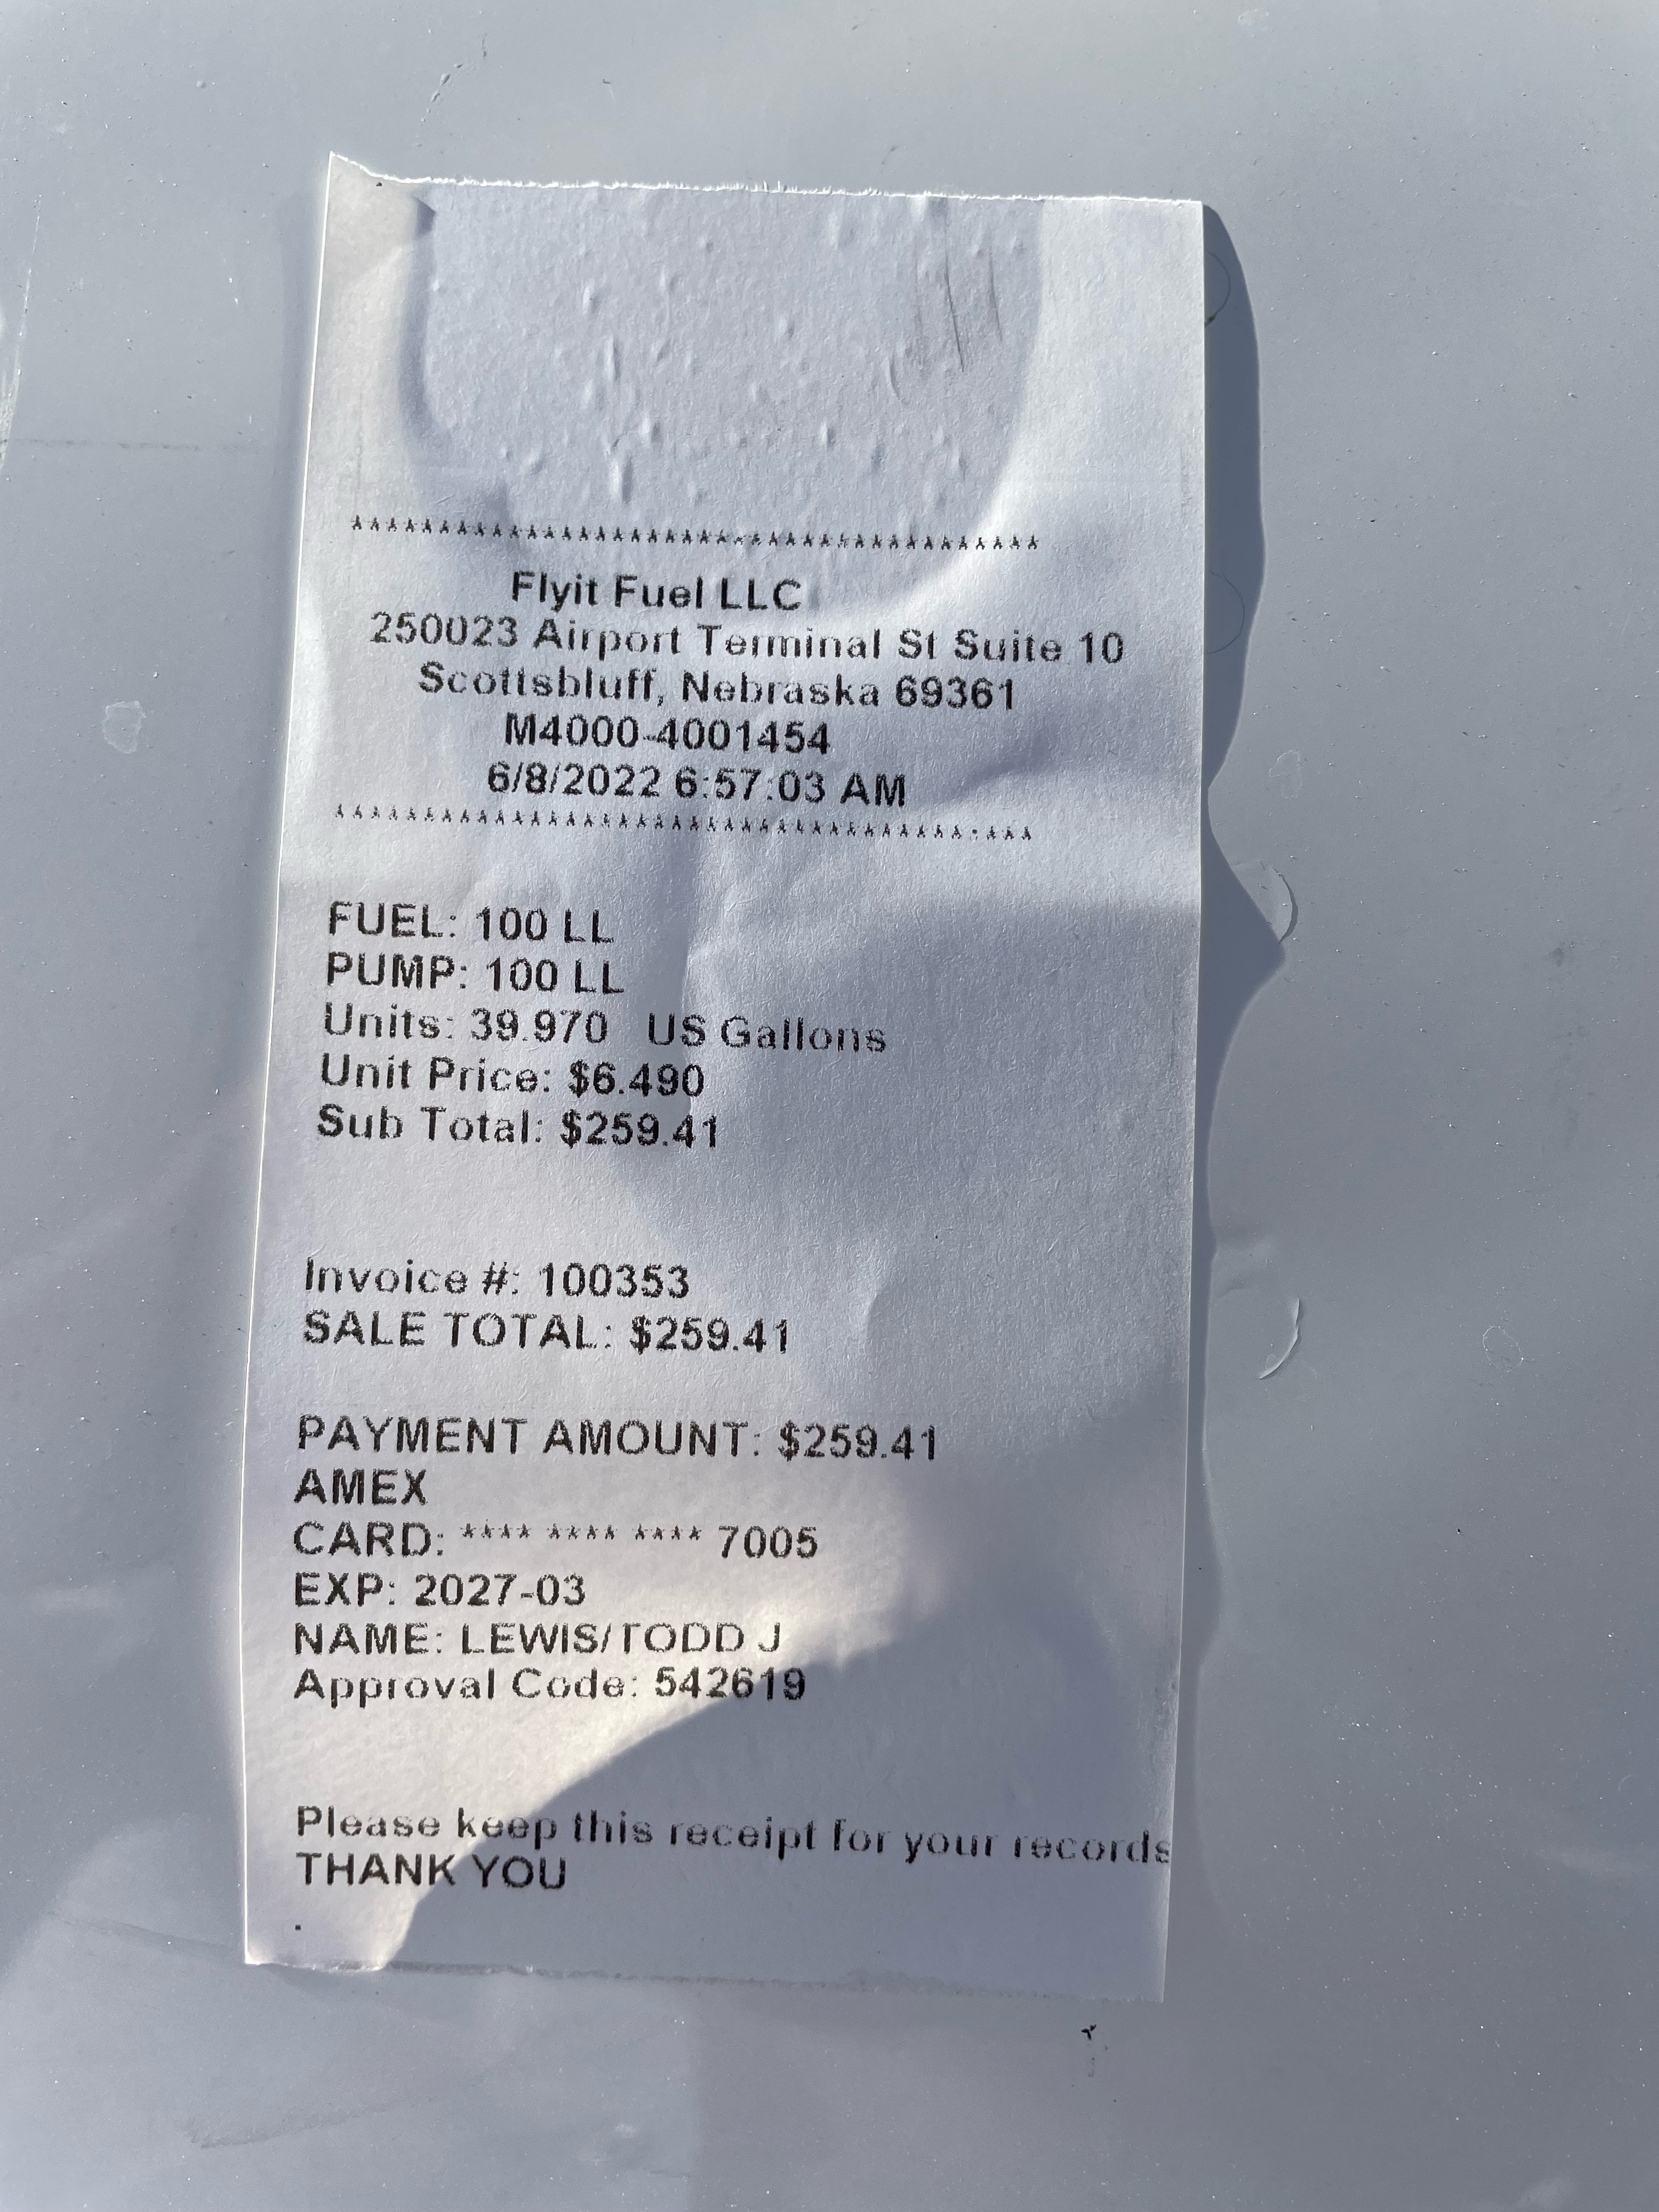 ***************************************
Flyit Fuel LLC
250023 Airport Terminal St Suite 10
Scottsbluff, Nebraska 69361
M4000-4001454
6/8/2022 6:57:03 AM
***************************************
FUEL: 100 LL
PUMP: 100 LL
Units: 39.970 US Gallons
Unit Price: $6.490
Sub Total: $259.41
Invoice #: 100353
SALE TOTAL: $259.41
PAYMENT AMOUNT: $259.41
AMEX
CARD: **** **** **** 7005
EXP: 2027-03
NAME: LEWIS/TODD J
Approval Code: 542619
Please keep this receipt for your records
THANK YOU
.